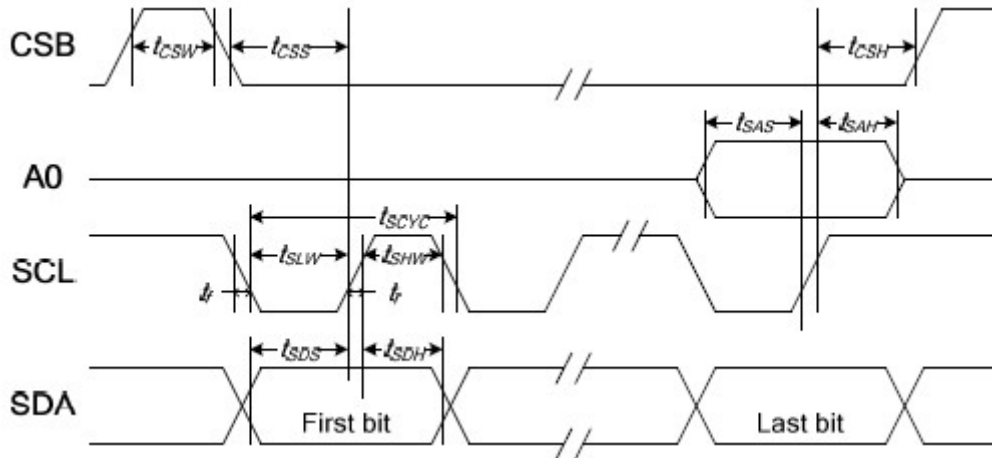 CSB
tCSW
tCSS
tCSH
A0
tSAS
tSAH
SCL
tSCYC
tSLW
tSHW
tf
tr
SDA
tSDS
tSDH
First bit
Last bit